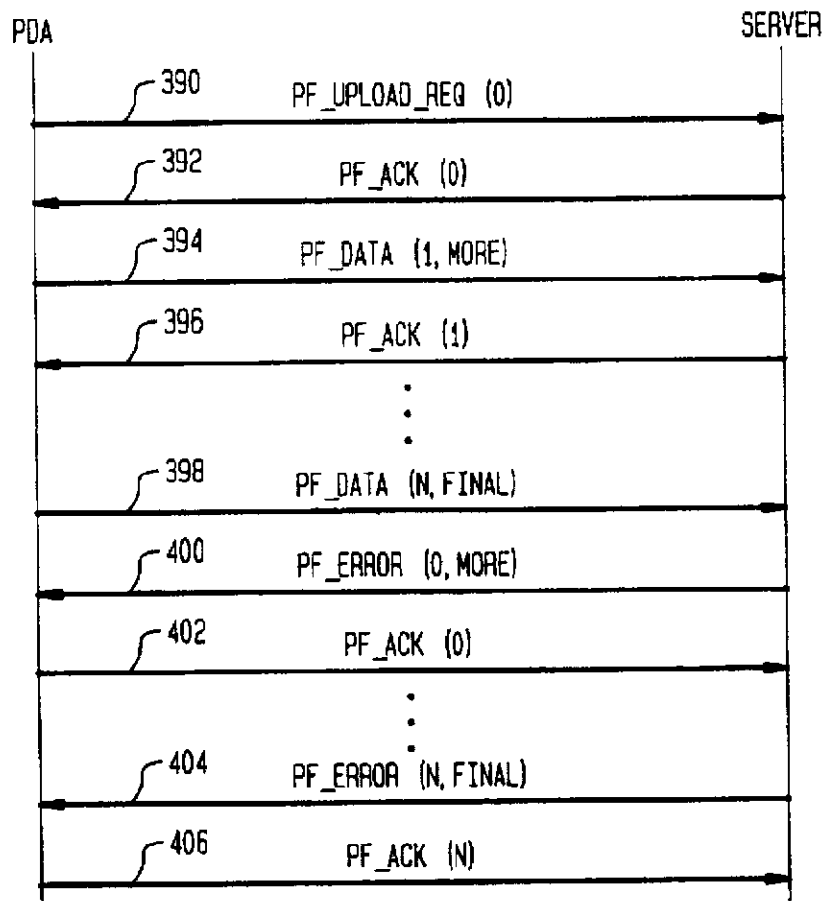 PDA
SERVER
390
PF_UPLOAD_REQ (0)
392
PF_ACK (0)
394
PF_DATA (1, MORE)
396
PF_ACK (1)
398
PF_DATA (N, FINAL)
400
PF_ERROR (0, MORE)
402
PF_ACK (0)
404
PF_ERROR (N, FINAL)
406
PF_ACK (N)